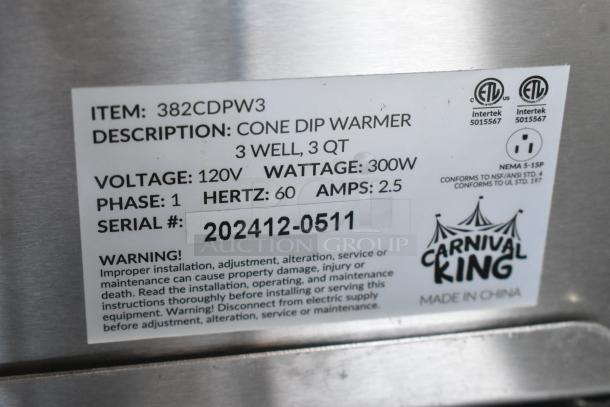 ITEM: 382CDPW3
DESCRIPTION: CONE DIP WARMER
3 WELL, 3 QT
VOLTAGE: 120V WATTAGE: 300W
PHASE: 1 HERTZ: 60 AMPS: 2.5
SERIAL #: 202412-0511
AUCTION GROUP
WARNING!
Improper installation, adjustment, alteration, service or
maintenance can cause property damage, injury or
death. Read the installation, operating, and maintenance
instructions thoroughly before installing or serving this
equipment. Warning! Disconnect from electric supply
before adjustment, alteration, service or maintenance.
C ETL US
Intertek
5015567
ETL
Intertek
5015567
NEMA 5-15P
CONFORMS TO NSF/ANSI STD. 4
CONFORMS TO UL STD. 197
CARNIVAL
KING
MADE IN CHINA